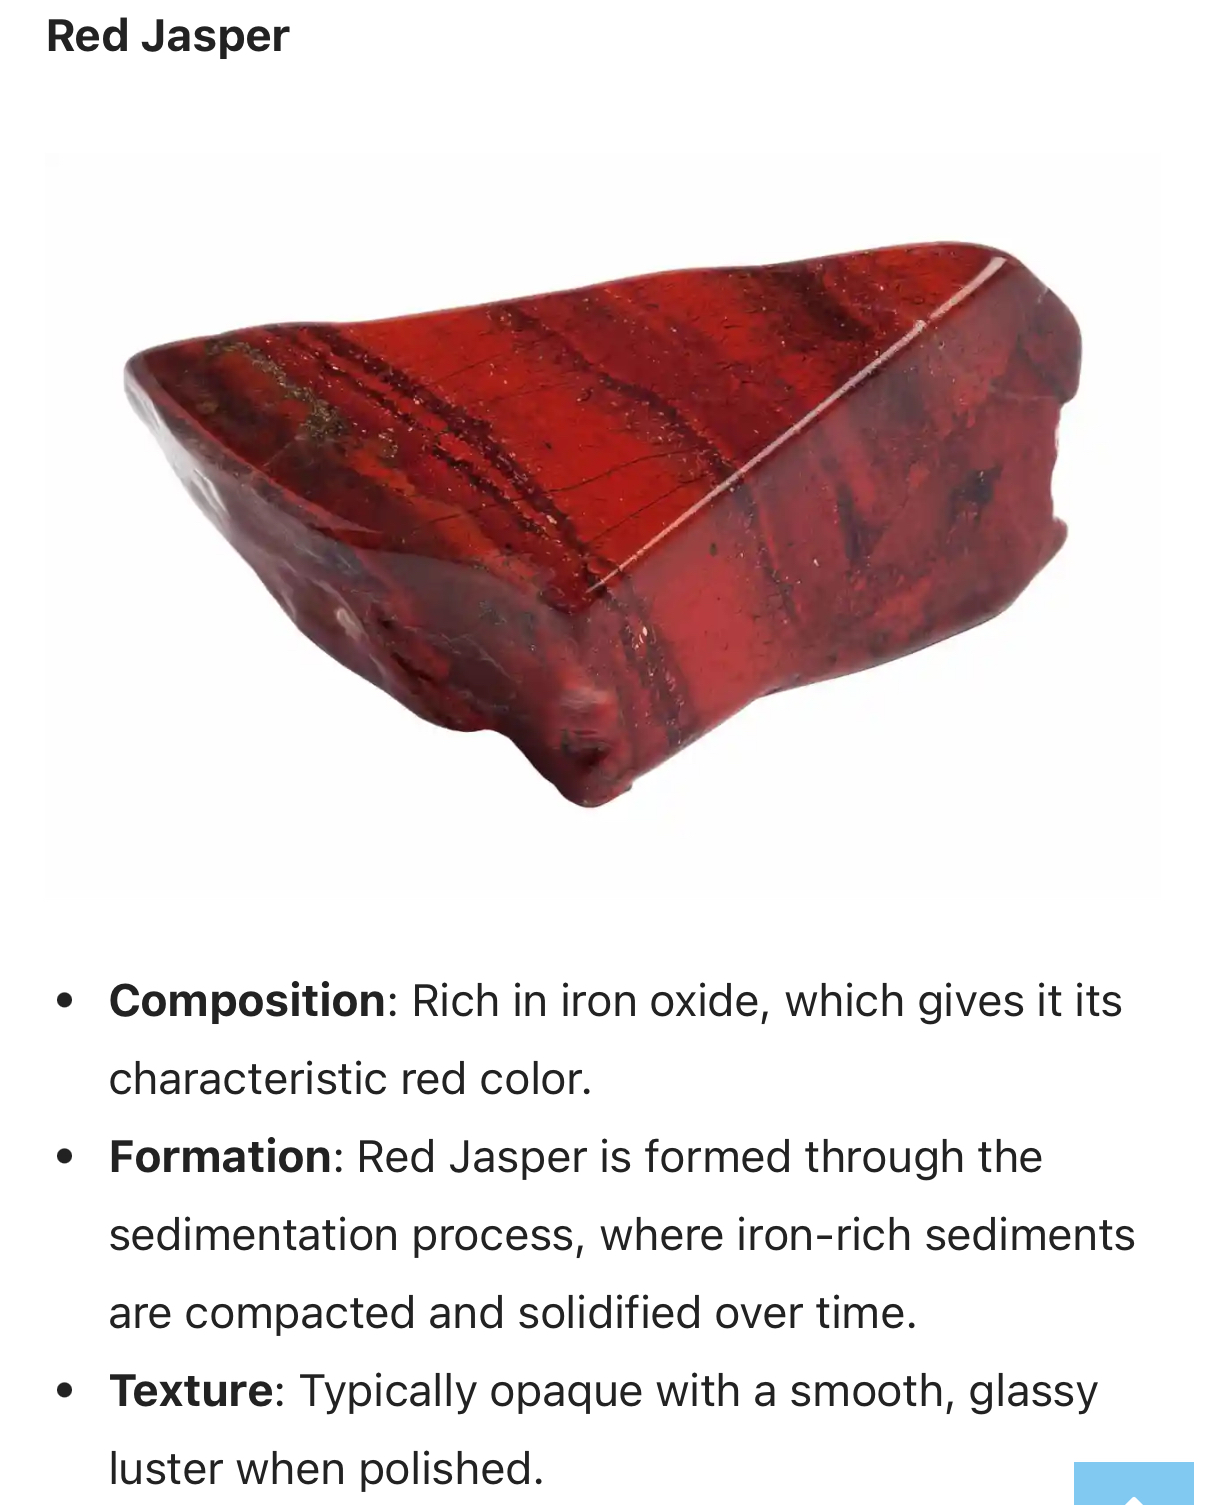 Red Jasper
• Composition: Rich in iron oxide, which gives it its
characteristic red color.
• Formation: Red Jasper is formed through the
sedimentation process, where iron-rich sediments
are compacted and solidified over time.
• Texture: Typically opaque with a smooth, glassy
luster when polished.